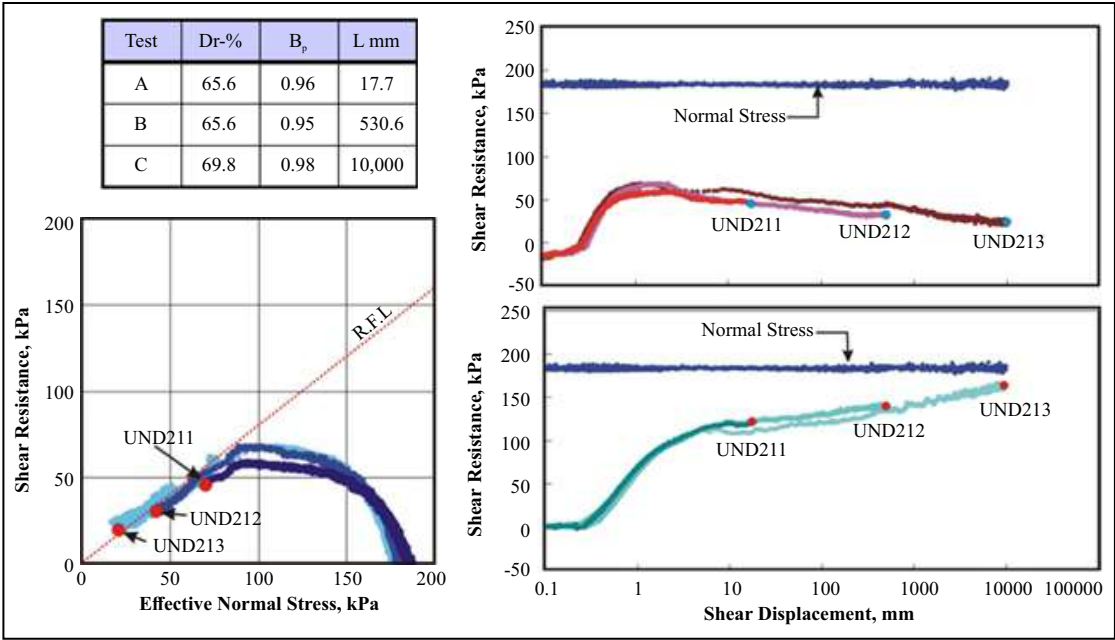 Test Dr-% Bp L mm
A 65.6 0.96 17.7
B 65.6 0.95 530.6
C 69.8 0.98 10,000
200
150
100
50
0
Shear Resistance, kPa
R.F.L
UND211
UND212
UND213
0 50 100 150 200
Effective Normal Stress, kPa
250
200
150
100
50
0
-50
Shear Resistance, kPa
Normal Stress
UND211
UND212
UND213
250
200
150
100
50
0
-50
Shear Resistance, kPa
Normal Stress
UND211
UND212
UND213
0.1 1 10 100 1000 10000 100000
Shear Displacement, mm